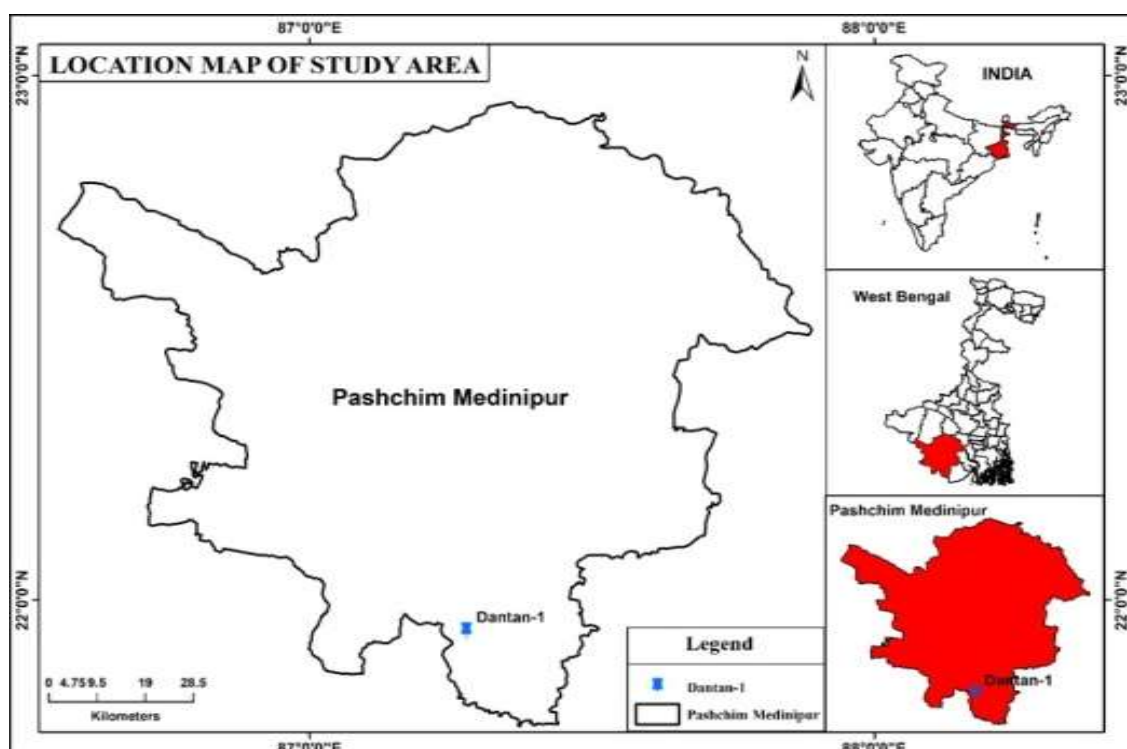 87°0'0"E
88°0'0"E
LOCATION MAP OF STUDY AREA
N
23°0'0"N
23°0'0"N
INDIA
West Bengal
Pashchim Medinipur
Pashchim Medinipur
22°0'0"N
22°0'0"N
Dantan-1
Dantan-1
Legend
Dantan-1
Pashchim Medinipur
0 4.75 9.5 19 28.5
Kilometers
87°0'0"E
88°0'0"E